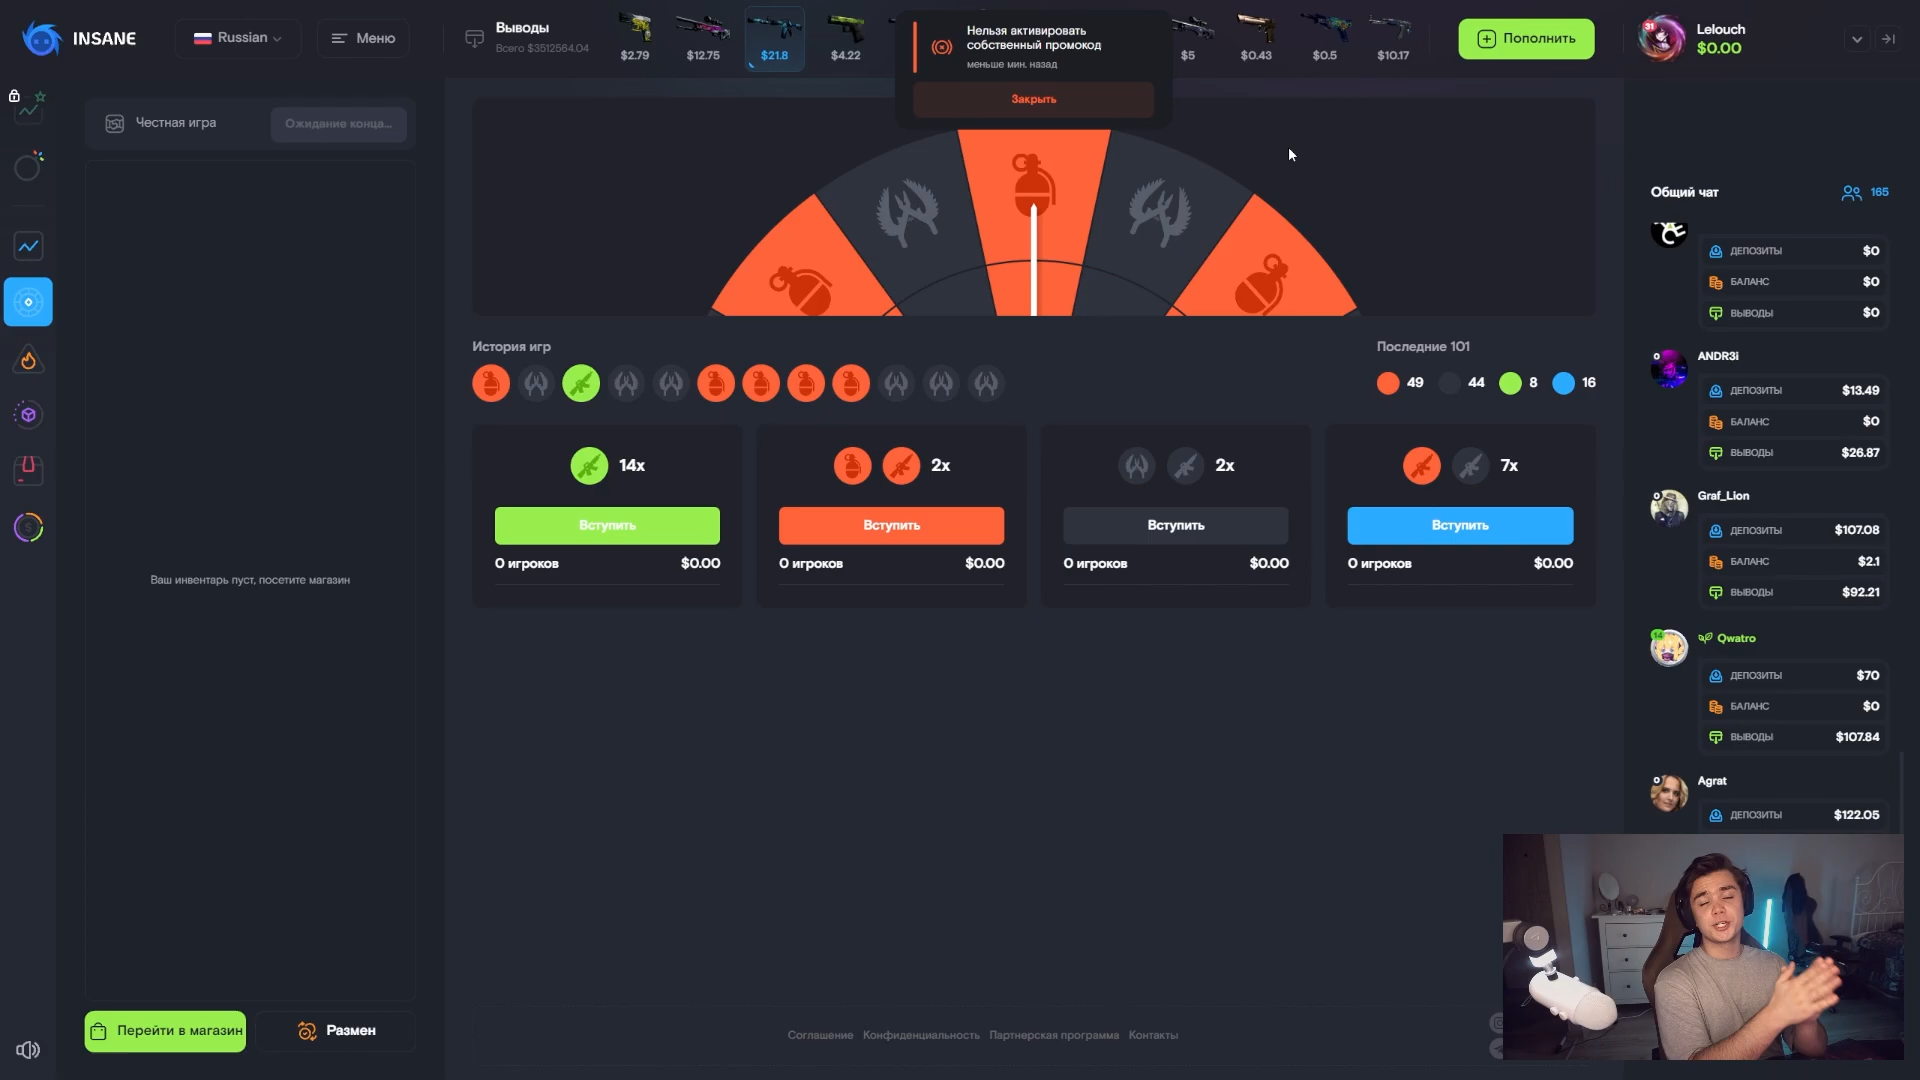 INSANE
Russian
Меню
Выводы
Всего $3512564.04
$2.79
$12.75
$21.8
$4.22
Нельзя активировать
собственный промокод
меньше мин. назад
Закрыть
$5
$0.43
$0.5
$10.17
Пополнить
31
Lelouch
$0.00
Честная игра
Ожидание конца...
Ваш инвентарь пуст, посетите магазин
История игр
Последние 101
49
44
8
16
14x
Вступить
0 игроков
$0.00
2x
Вступить
0 игроков
$0.00
2x
Вступить
0 игроков
$0.00
7x
Вступить
0 игроков
$0.00
Общий чат
165
ДЕПОЗИТЫ
$0
БАЛАНС
$0
ВЫВОДЫ
$0
0
ANDR3i
ДЕПОЗИТЫ
$13.49
БАЛАНС
$0
ВЫВОДЫ
$26.87
0
Graf_Lion
ДЕПОЗИТЫ
$107.08
БАЛАНС
$2.1
ВЫВОДЫ
$92.21
14
Qwatro
ДЕПОЗИТЫ
$70
БАЛАНС
$0
ВЫВОДЫ
$107.84
0
Agrat
ДЕПОЗИТЫ
$122.05
Перейти в магазин
Размен
Соглашение
Конфиденциальность
Партнерская программа
Контакты